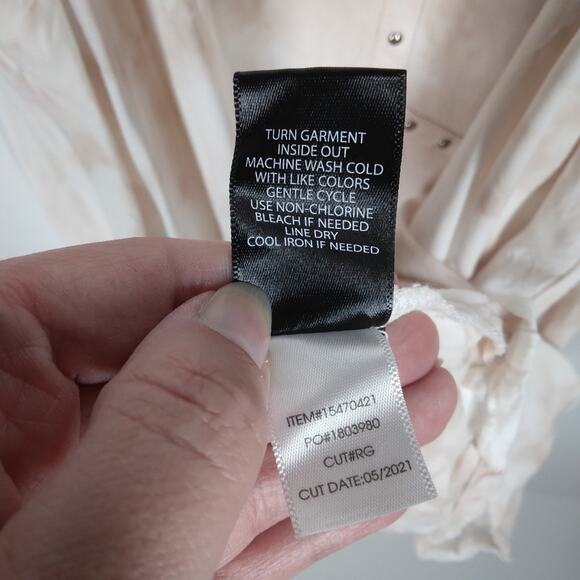 TURN GARMENT
INSIDE OUT
MACHINE WASH COLD
WITH LIKE COLORS
GENTLE CYCLE
USE NON-CHLORINE
BLEACH IF NEEDED
LINE DRY
COOL IRON IF NEEDED
ITEM#15470421
PO#1803980
CUT#RG
CUT DATE:05/2021